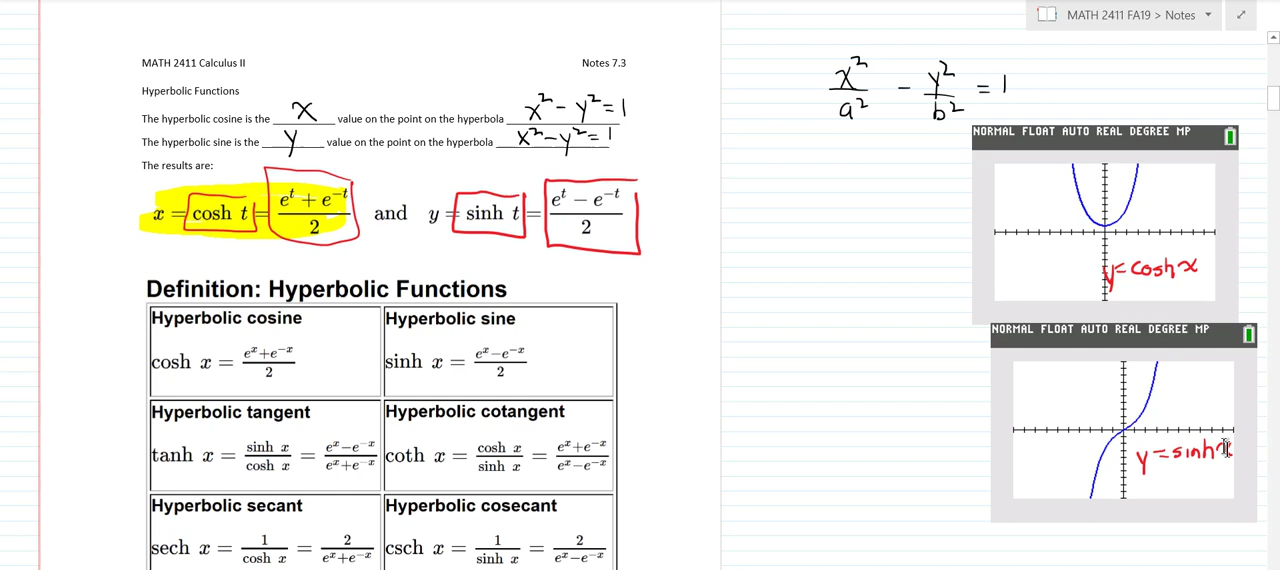 MATH 2411 FA19 > Notes
MATH 2411 Calculus II Notes 7.3
Hyperbolic Functions
The hyperbolic cosine is the x value on the point on the hyperbola x² - y² = 1
The hyperbolic sine is the y value on the point on the hyperbola x² - y² = 1
The results are:
x = cosh t = (e^t + e^-t)/2 and y = sinh t = (e^t - e^-t)/2
Definition: Hyperbolic Functions
Hyperbolic cosine
cosh x = (e^x+e^-x)/2
Hyperbolic sine
sinh x = (e^x-e^-x)/2
Hyperbolic tangent
tanh x = sinh x/cosh x = (e^x-e^-x)/(e^x+e^-x)
Hyperbolic cotangent
coth x = cosh x/sinh x = (e^x+e^-x)/(e^x-e^-x)
Hyperbolic secant
sech x = 1/cosh x = 2/(e^x+e^-x)
Hyperbolic cosecant
csch x = 1/sinh x = 2/(e^x-e^-x)
x²/a² - y²/b² = 1
NORMAL FLOAT AUTO REAL DEGREE MP
y = cosh x
NORMAL FLOAT AUTO REAL DEGREE MP
y = sinh x